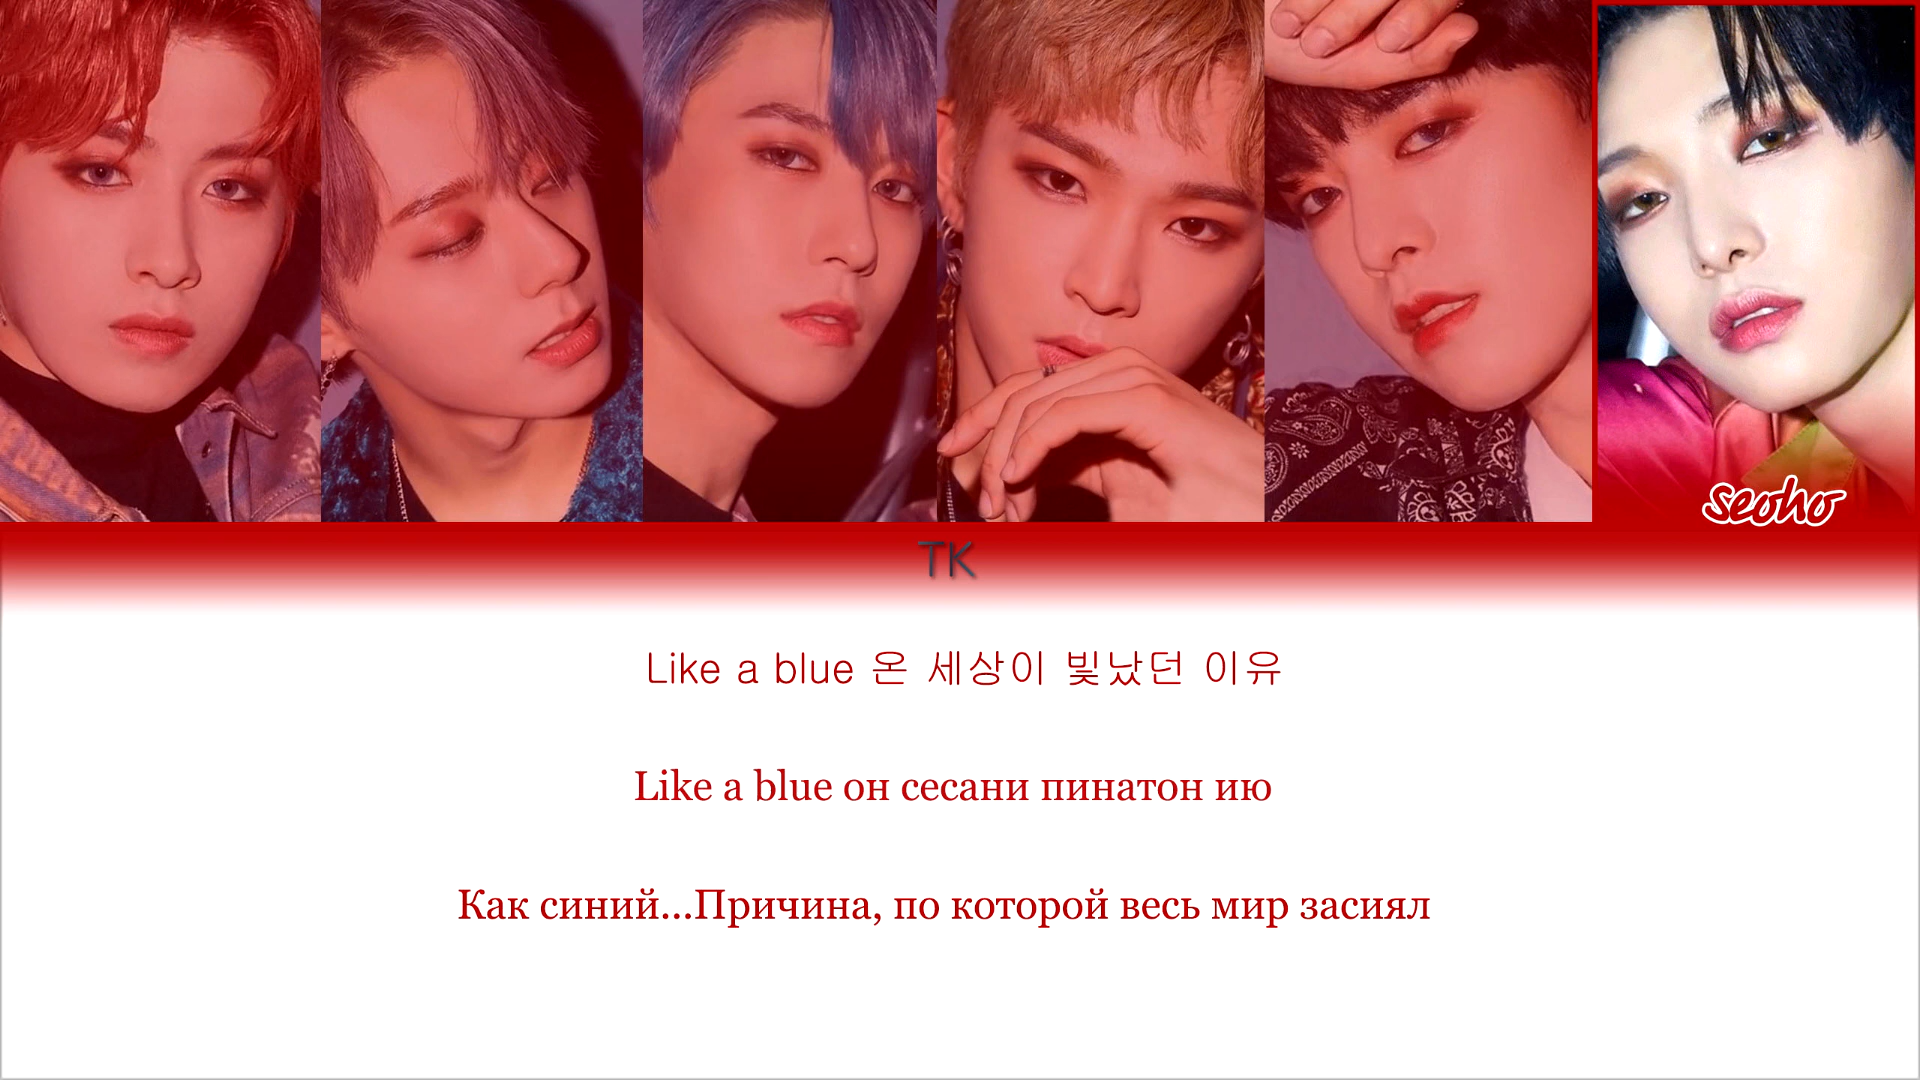 seoho
TK
Like a blue 온 세상이 빛났던 이유
Like a blue он сесани пинатон ию
Как синий...Причина, по которой весь мир засиял